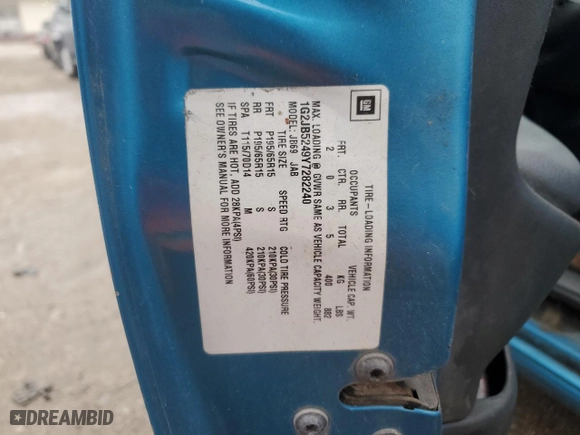 GM
TIRE-LOADING INFORMATION
OCCUPANTS VEHICLE CAP. WT.
FRT. CTR. RR. TOTAL KG LBS
2 0 3 5 400 882
MAX. LOADING @ GVWR SAME AS VEHICLE CAPACITY WEIGHT.
1G2JB5249Y7282240
MODEL: JB69 JAB
TIRE SIZE SPEED RTG COLD TIRE PRESSURE
FRT P195/65R15 S 210KPA(30PSI)
RR P195/65R15 S 210KPA(30PSI)
SPA T115/70D14 M 420KPA(60PSI)
IF TIRES ARE HOT, ADD 28KPA(4PSI)
SEE OWNER'S MANUAL FOR MORE INFORMATION
DREAMBID